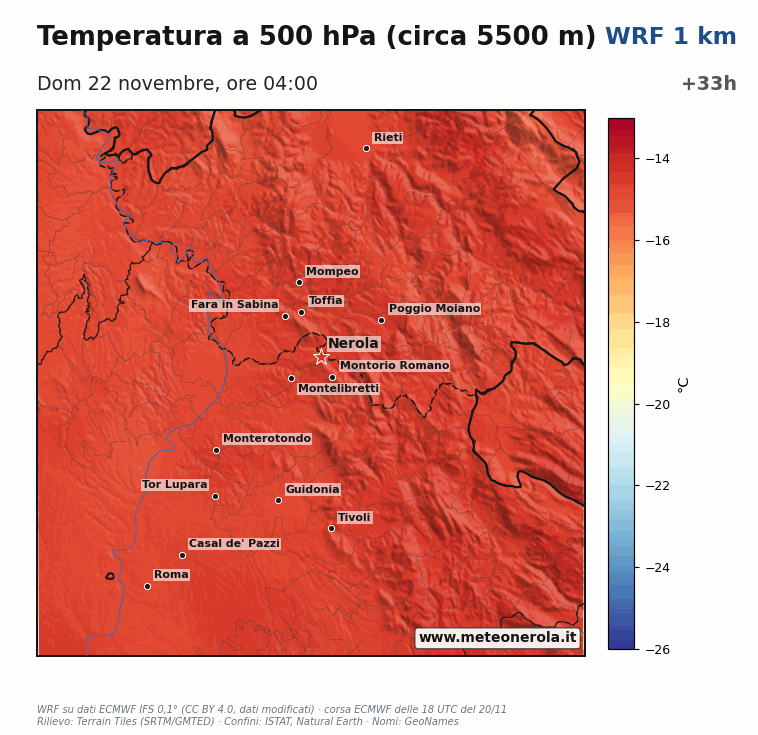 Temperatura a 500 hPa (circa 5500 m) WRF 1 km
Dom 22 novembre, ore 04:00 +33h
Rieti
Mompeo
Fara in Sabina
Toffia
Poggio Moiano
Nerola
Montorio Romano
Montelibretti
Monterotondo
Tor Lupara
Guidonia
Tivoli
Casal de' Pazzi
Roma
www.meteonerola.it
−14
−16
−18
−20
−22
−24
−26
°C
WRF su dati ECMWF IFS 0,1° (CC BY 4.0, dati modificati) · corsa ECMWF delle 18 UTC del 20/11
Rilievo: Terrain Tiles (SRTM/GMTED) · Confini: ISTAT, Natural Earth · Nomi: GeoNames